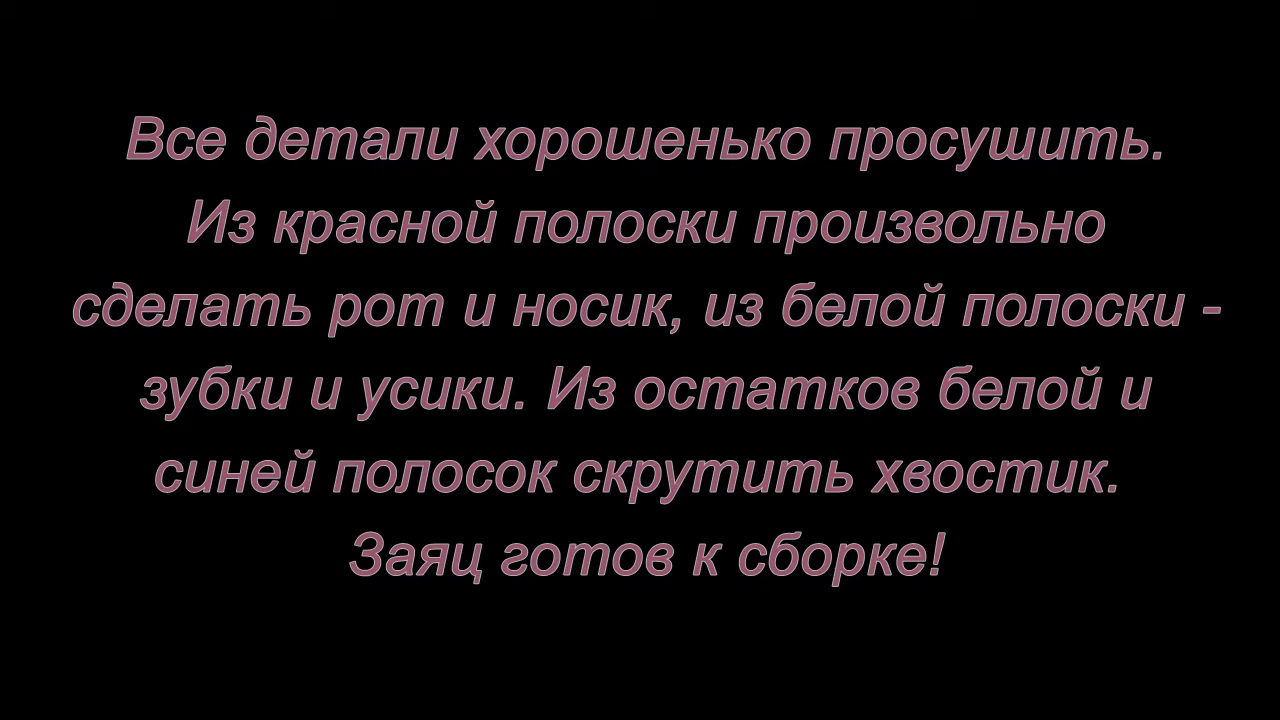 Все детали хорошенько просушить.
Из красной полоски произвольно
сделать рот и носик, из белой полоски -
зубки и усики. Из остатков белой и
синей полосок скрутить хвостик.
Заяц готов к сборке!